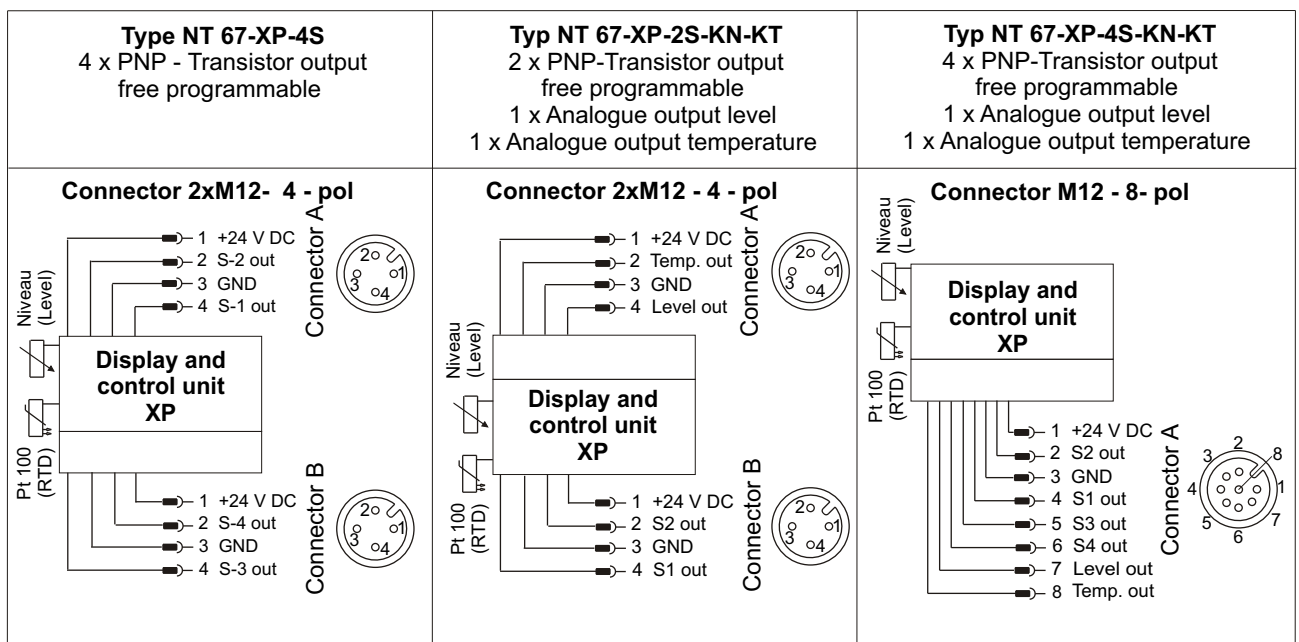 Type NT 67-XP-4S
4 x PNP - Transistor output
free programmable
Connector 2xM12- 4 - pol
1 +24 V DC
2 S-2 out
3 GND
4 S-1 out
Connector A
2
1
3
4
Niveau
(Level)
Display and
control unit
XP
Pt 100
(RTD)
1 +24 V DC
2 S-4 out
3 GND
4 S-3 out
Connector B
2
1
3
4
Typ NT 67-XP-2S-KN-KT
2 x PNP-Transistor output
free programmable
1 x Analogue output level
1 x Analogue output temperature
Connector 2xM12 - 4 - pol
1 +24 V DC
2 Temp. out
3 GND
4 Level out
Connector A
2
1
3
4
Niveau
(Level)
Display and
control unit
XP
Pt 100
(RTD)
1 +24 V DC
2 S2 out
3 GND
4 S1 out
Connector B
2
1
3
4
Typ NT 67-XP-4S-KN-KT
4 x PNP-Transistor output
free programmable
1 x Analogue output level
1 x Analogue output temperature
Connector M12 - 8- pol
Niveau
(Level)
Display and
control unit
XP
Pt 100
(RTD)
1 +24 V DC
2 S2 out
3 GND
4 S1 out
5 S3 out
6 S4 out
7 Level out
8 Temp. out
Connector A
2
3
8
4
1
5
7
6